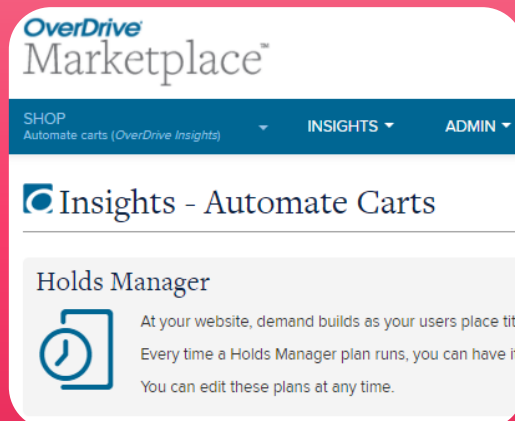 OverDrive
Marketplace™
SHOP
Automate carts (OverDrive Insights)
INSIGHTS
ADMIN
Insights - Automate Carts
Holds Manager
At your website, demand builds as your users place
Every time a Holds Manager plan runs, you can have
You can edit these plans at any time.